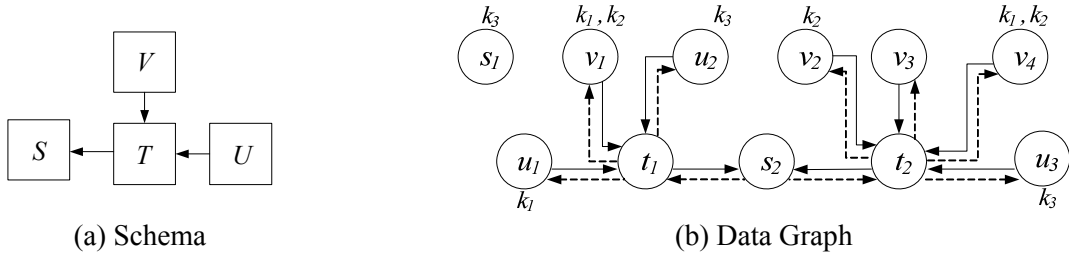 k3 k1 , k2 k3 k2 k1 , k2
V s1 v1 u2 v2 v3 v4
S T U u1 t1 s2 t2 u3
k1 k3
(a) Schema (b) Data Graph